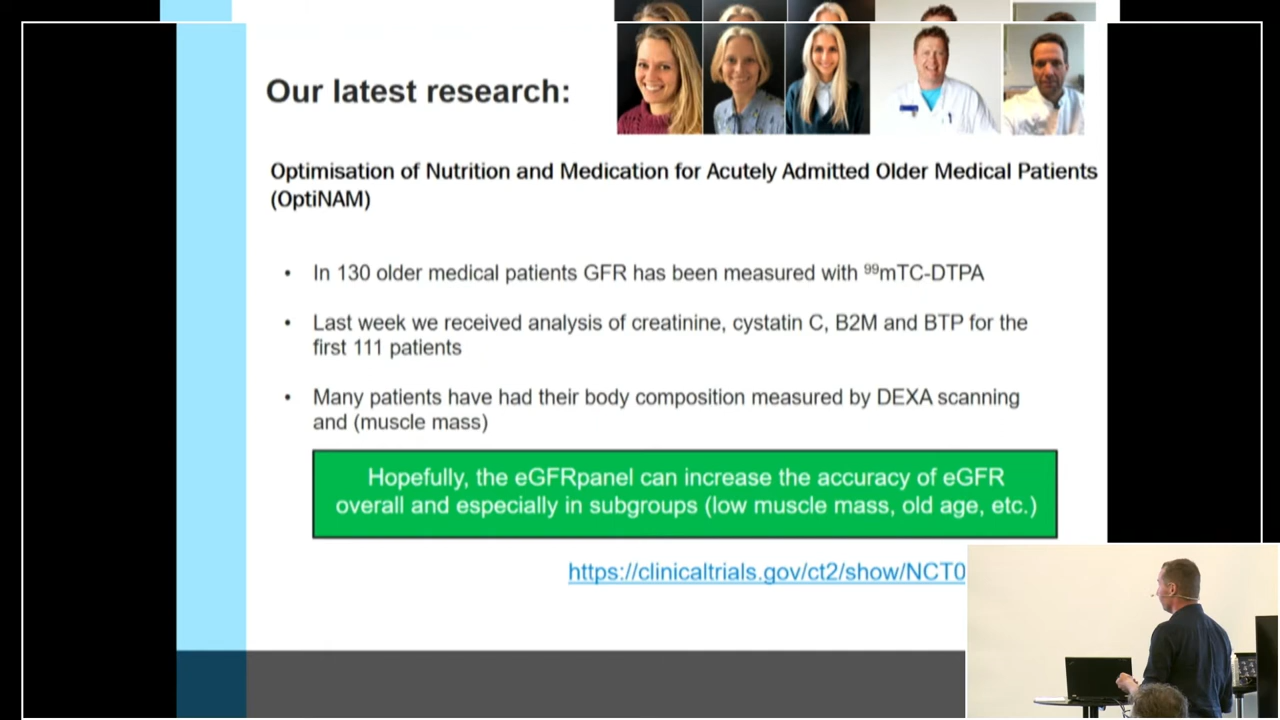 Our latest research:
Optimisation of Nutrition and Medication for Acutely Admitted Older Medical Patients
(OptiNAM)
• In 130 older medical patients GFR has been measured with ⁹⁹mTC-DTPA
• Last week we received analysis of creatinine, cystatin C, B2M and BTP for the
first 111 patients
• Many patients have had their body composition measured by DEXA scanning
and (muscle mass)
Hopefully, the eGFRpanel can increase the accuracy of eGFR
overall and especially in subgroups (low muscle mass, old age, etc.)
https://clinicaltrials.gov/ct2/show/NCT0